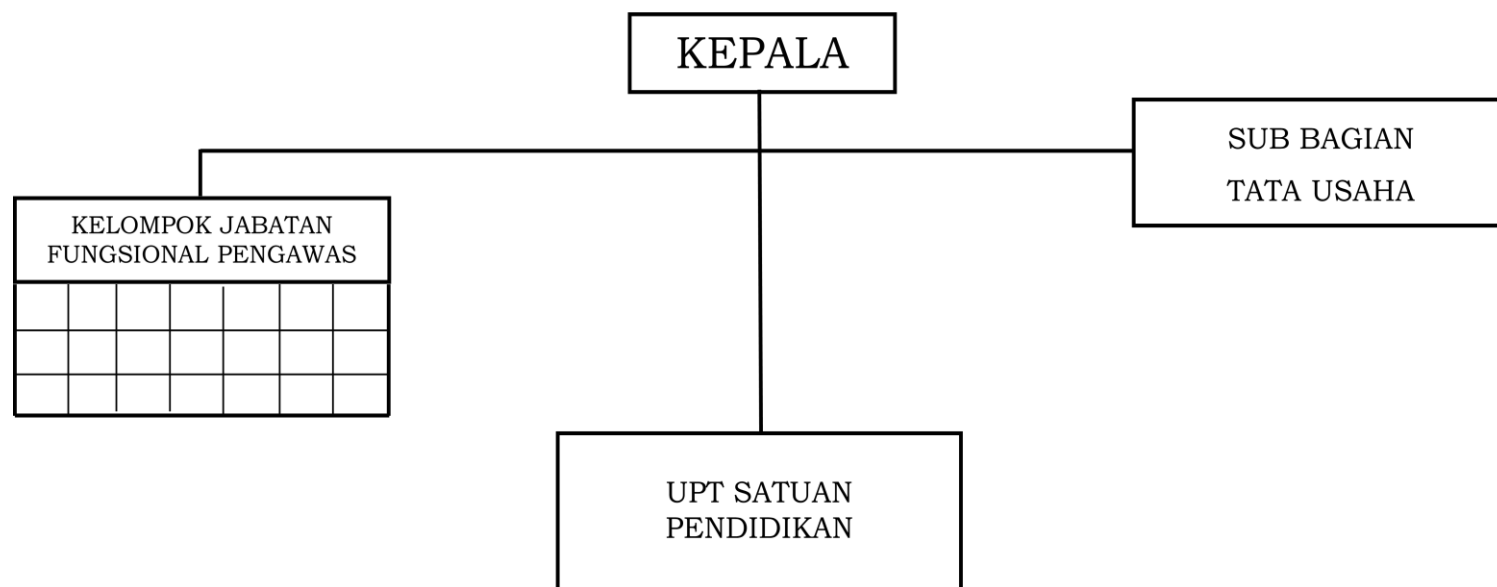 KEPALA
SUB BAGIAN
TATA USAHA
KELOMPOK JABATAN
FUNGSIONAL PENGAWAS
UPT SATUAN
PENDIDIKAN